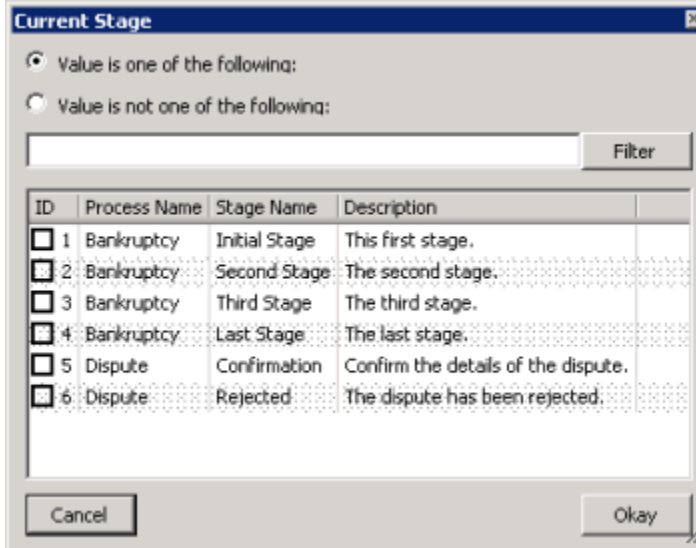 Current Stage
Value is one of the following:
Value is not one of the following:
Filter
ID Process Name Stage Name Description
1 Bankruptcy Initial Stage This first stage.
2 Bankruptcy Second Stage The second stage.
3 Bankruptcy Third Stage The third stage.
4 Bankruptcy Last Stage The last stage.
5 Dispute Confirmation Confirm the details of the dispute.
6 Dispute Rejected The dispute has been rejected.
Cancel Okay